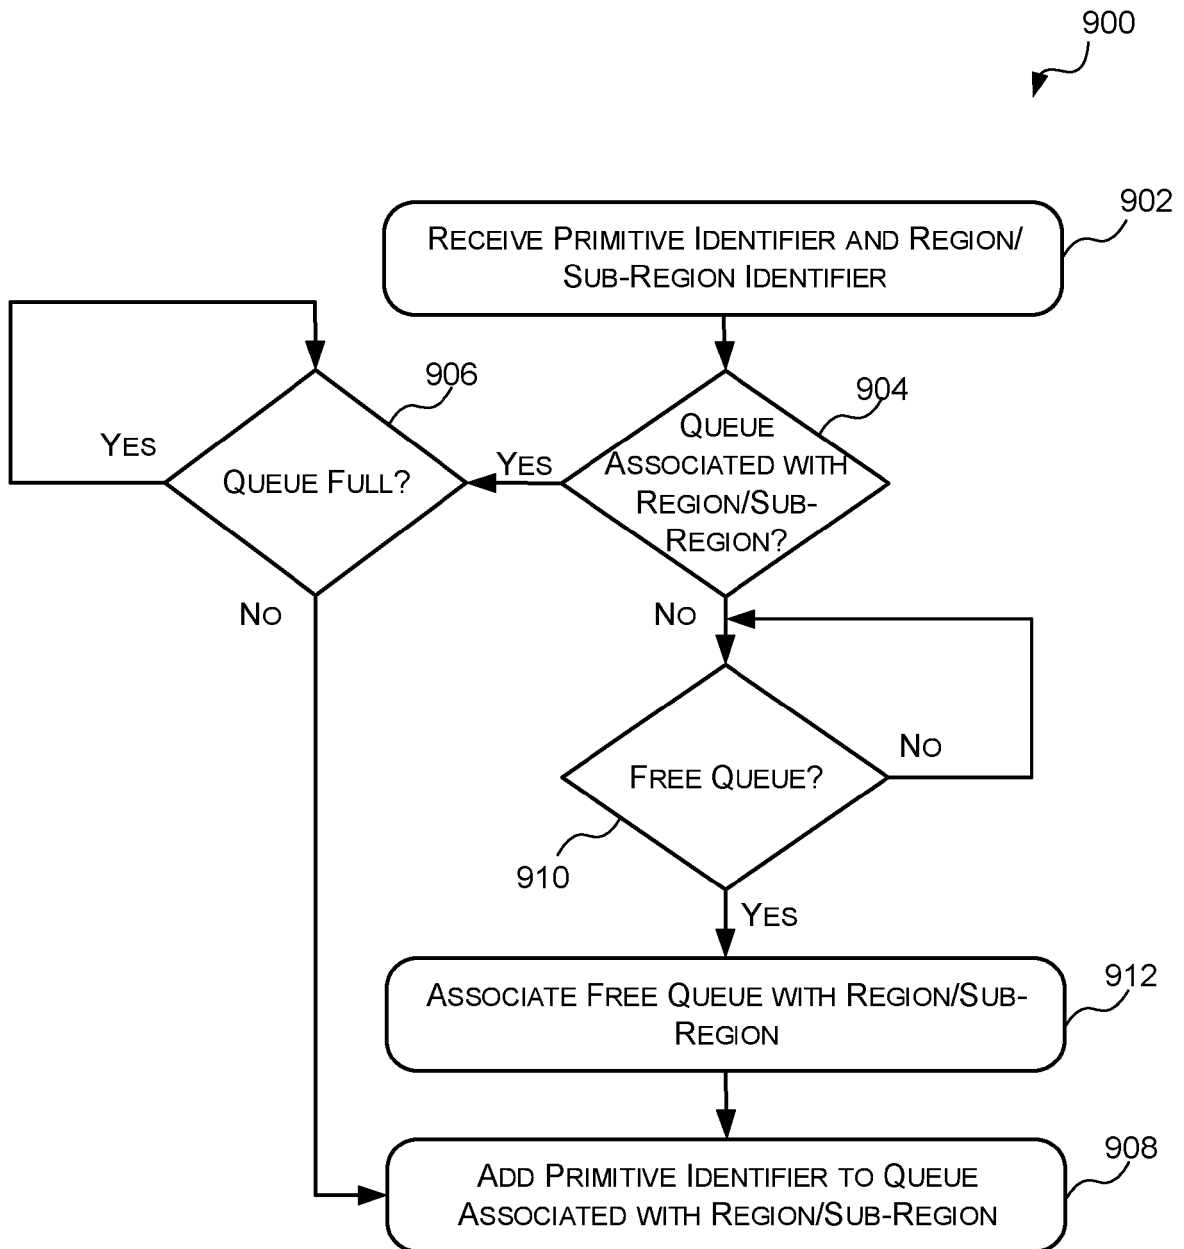 900
902
RECEIVE PRIMITIVE IDENTIFIER AND REGION/
SUB-REGION IDENTIFIER
906
904
QUEUE
ASSOCIATED WITH
REGION/SUB-
REGION?
YES
YES
QUEUE FULL?
NO
NO
FREE QUEUE?
NO
910
YES
912
ASSOCIATE FREE QUEUE WITH REGION/SUB-
REGION
908
ADD PRIMITIVE IDENTIFIER TO QUEUE
ASSOCIATED WITH REGION/SUB-REGION